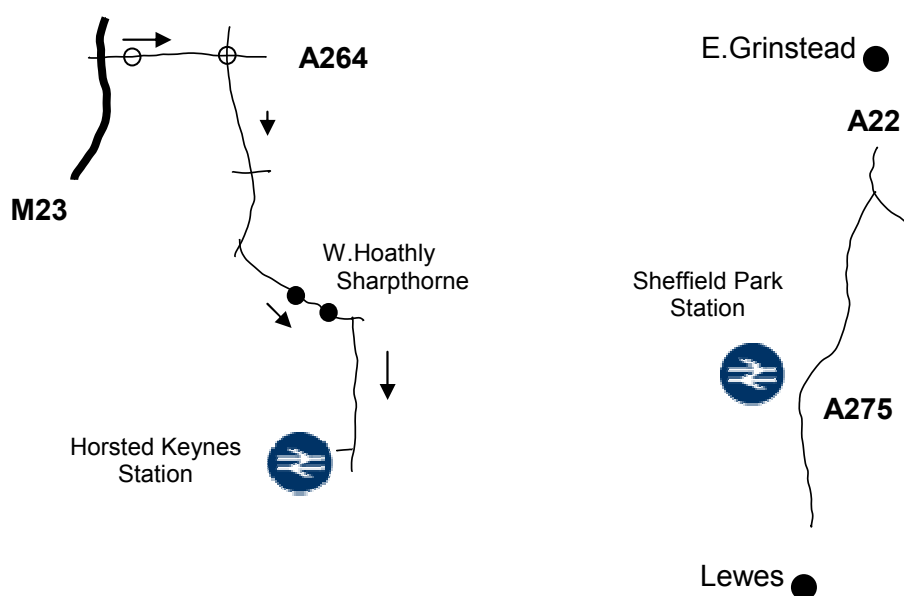 A264
M23
W.Hoathly
Sharpthorne
Horsted Keynes
Station
E.Grinstead
A22
Sheffield Park
Station
A275
Lewes